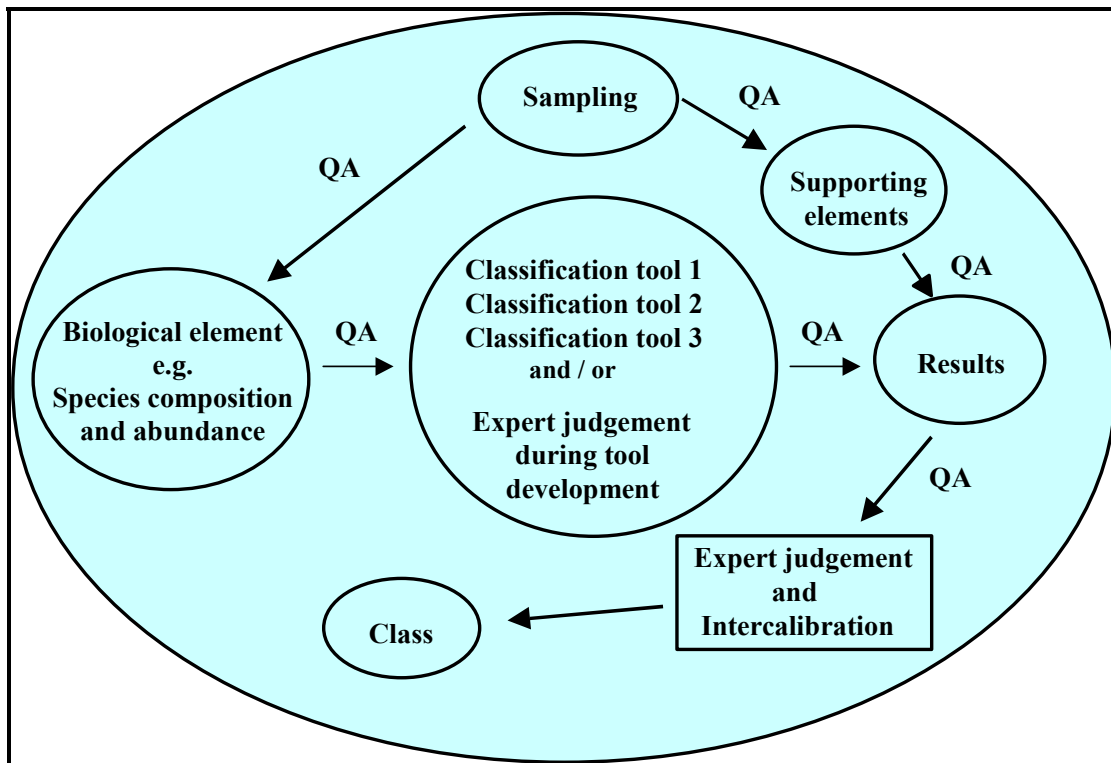 Sampling
QA
QA
Supporting
elements
QA
Biological element
e.g.
Species composition
and abundance
QA
Classification tool 1
Classification tool 2
Classification tool 3
and / or
Expert judgement
during tool
development
QA
Results
QA
Expert judgement
and
Intercalibration
Class